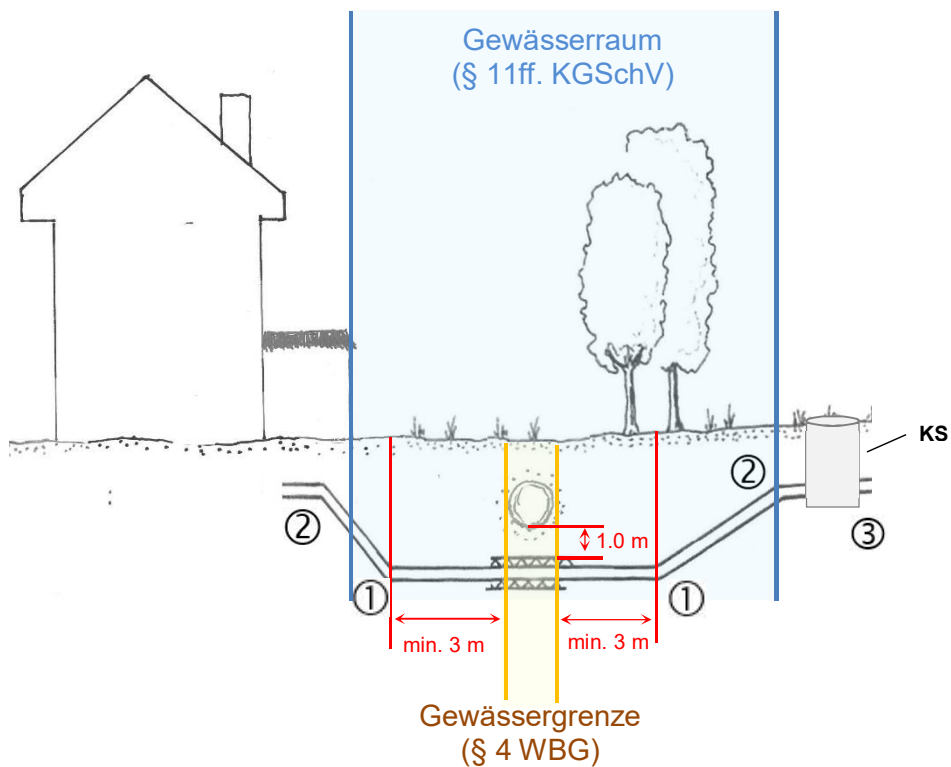 Gewässerraum
(§ 11ff. KGSchV)
KS
②
②
③
1.0 m
①
①
min. 3 m
min. 3 m
Gewässergrenze
(§ 4 WBG)